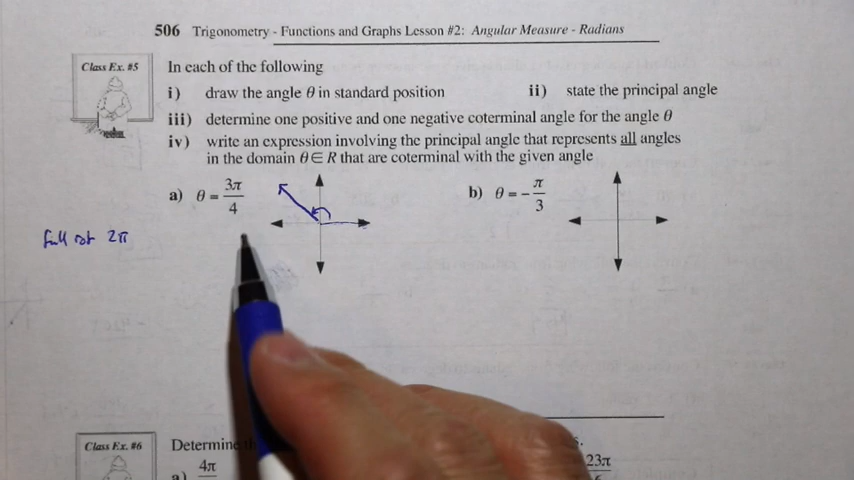 506 Trigonometry - Functions and Graphs Lesson #2: Angular Measure - Radians
Class Ex. #5
In each of the following
i) draw the angle θ in standard position
ii) state the principal angle
iii) determine one positive and one negative coterminal angle for the angle θ
iv) write an expression involving the principal angle that represents all angles
in the domain θ ∈ R that are coterminal with the given angle
a) θ = 3π/4
b) θ = -π/3
full rot 2π
Class Ex. #6
Determine
a) 4π
23π